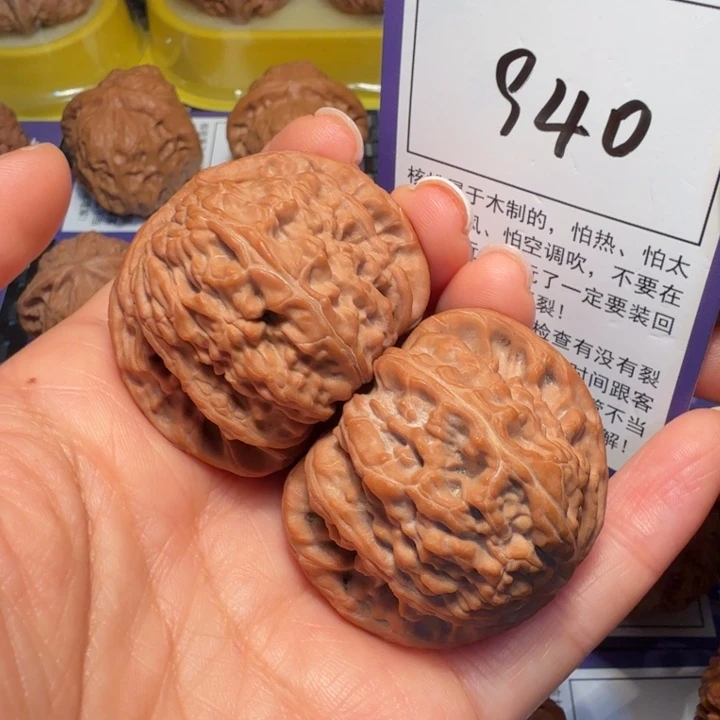 940
核桃属于木制的，怕热、怕太
风、怕空调吹，不要在
玩了一定要装回
裂！
检查有没有裂
时间跟客
不当
解！